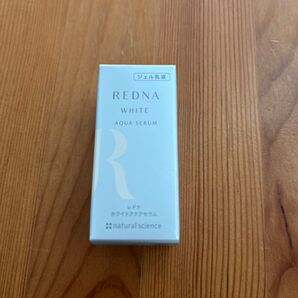 ジェル乳液
REDNA
WHITE
AQUA SERUM
R
レドナ
ホワイトアクアセラム
natural science